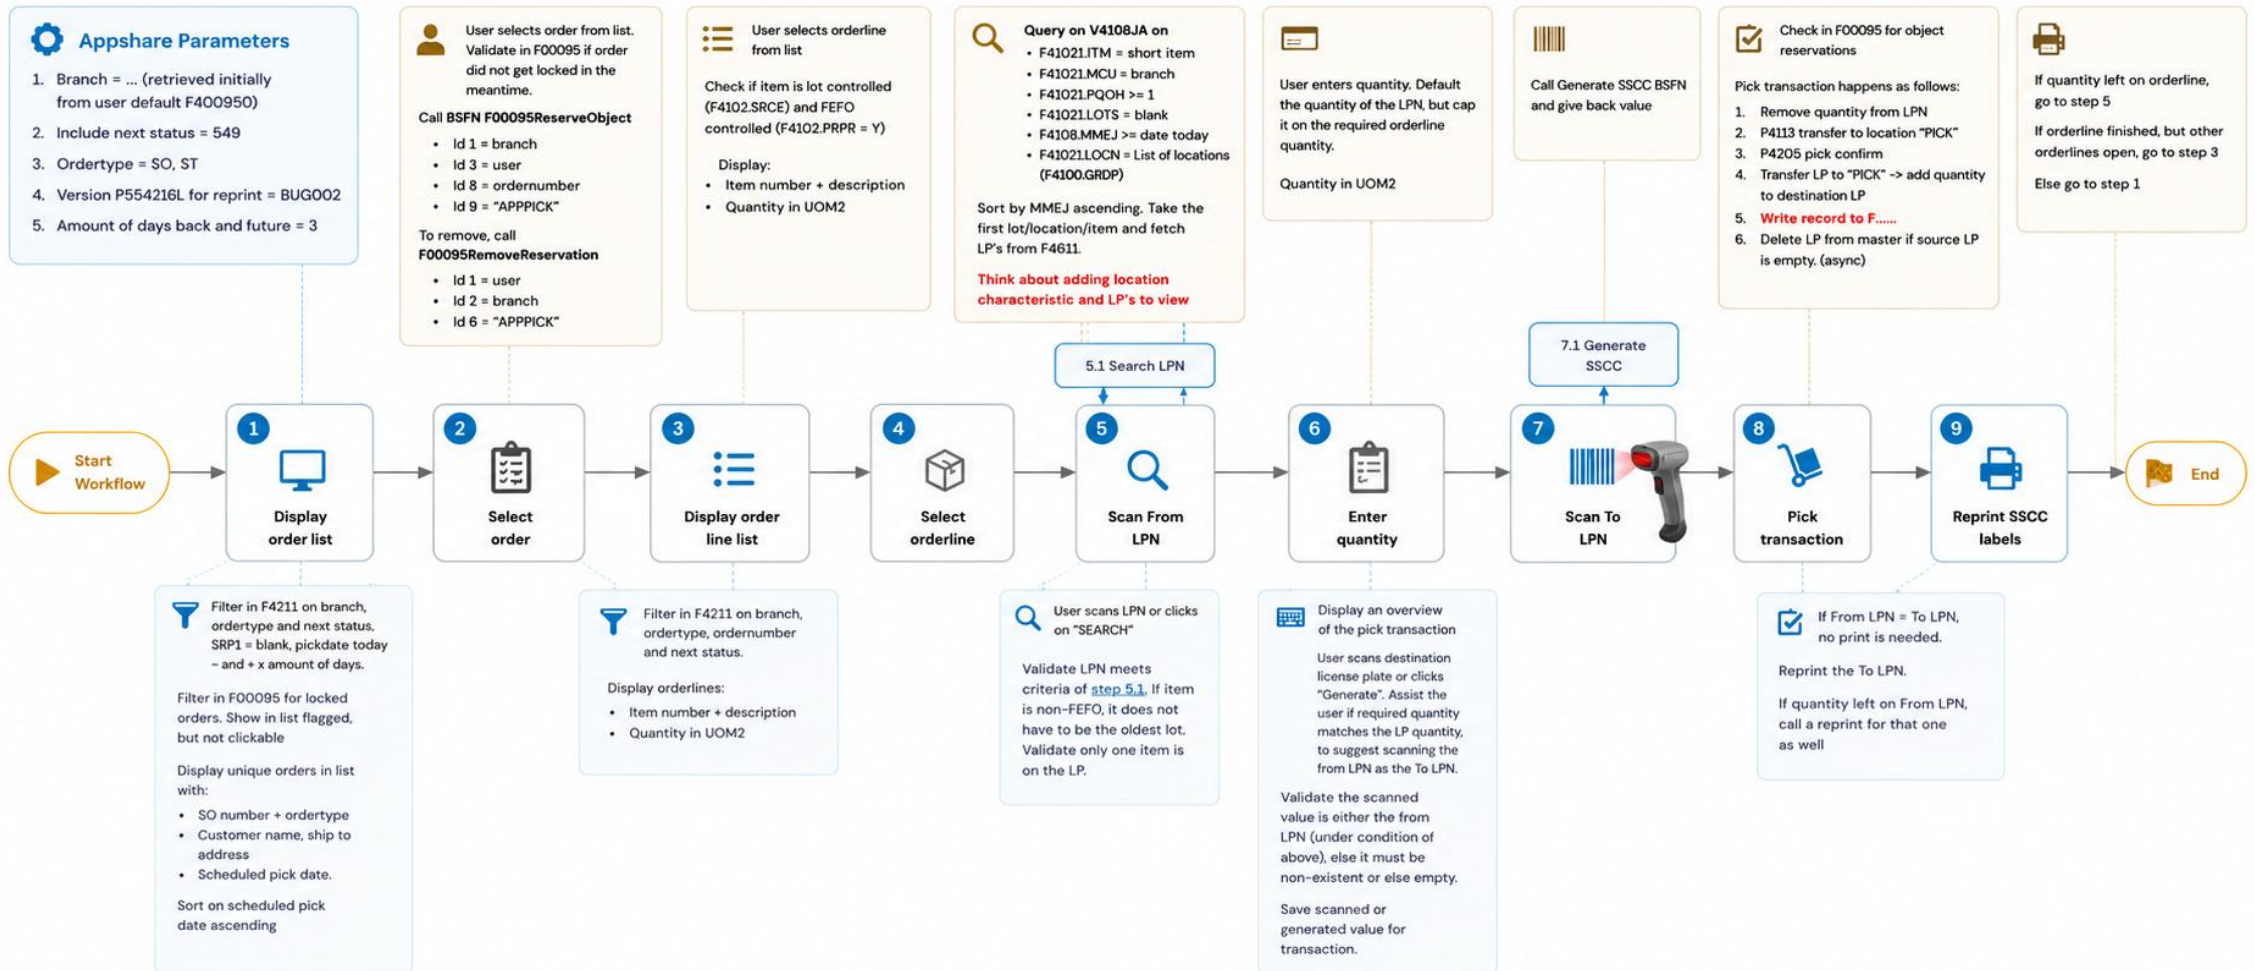 Appshare Parameters
1. Branch = ... (retrieved initially
from user default F400950)
2. Include next status = 549
3. Ordertype = SO, ST
4. Version P554216L for reprint = BUG002
5. Amount of days back and future = 3
User selects order from list.
Validate in F00095 if order
did not get locked in the
meantime.
Call BSFN F00095ReserveObject
• Id 1 = branch
• Id 3 = user
• Id 8 = ordernumber
• Id 9 = "APPPICK"
To remove, call
F00095RemoveReservation
• Id 1 = user
• Id 2 = branch
• Id 6 = "APPPICK"
User selects orderline
from list
Check if item is lot controlled
(F4102.SRCE) and FEFO
controlled (F4102.PRPR = Y)
Display:
• Item number + description
• Quantity in UOM2
Query on V4108JA on
• F41021.ITM = short item
• F41021.MCU = branch
• F41021.PQOH >= 1
• F41021.LOTS = blank
• F4108.MMEJ >= date today
• F41021.LOCN = List of locations
(F4100.GRDP)
Sort by MMEJ ascending. Take the
first lot/location/item and fetch
LP's from F4611.
Think about adding location
characteristic and LP's to view
User enters quantity. Default
the quantity of the LPN, but cap
it on the required orderline
quantity.
Quantity in UOM2
Call Generate SSCC BSFN
and give back value
Check in F00095 for object
reservations
Pick transaction happens as follows:
1. Remove quantity from LPN
2. P4113 transfer to location "PICK"
3. P4205 pick confirm
4. Transfer LP to "PICK" -> add quantity
to destination LP
5. Write record to F......
6. Delete LP from master if source LP
is empty. (async)
If quantity left on orderline,
go to step 5
If orderline finished, but other
orderlines open, go to step 3
Else go to step 1
5.1 Search LPN
7.1 Generate
SSCC
Start
Workflow
1
Display
order list
2
Select
order
3
Display order
line list
4
Select
orderline
5
Scan From
LPN
6
Enter
quantity
7
Scan To
LPN
8
Pick
transaction
9
Reprint SSCC
labels
End
Filter in F4211 on branch,
ordertype and next status,
SRP1 = blank, pickdate today
– and + x amount of days.
Filter in F00095 for locked
orders. Show in list flagged,
but not clickable
Display unique orders in list
with:
• SO number + ordertype
• Customer name, ship to
address
• Scheduled pick date.
Sort on scheduled pick
date ascending
Filter in F4211 on branch,
ordertype, ordernumber
and next status.
Display orderlines:
• Item number + description
• Quantity in UOM2
User scans LPN or clicks
on "SEARCH"
Validate LPN meets
criteria of step 5.1. If item
is non-FEFO, it does not
have to be the oldest lot.
Validate only one item is
on the LP.
Display an overview
of the pick transaction
User scans destination
license plate or clicks
"Generate". Assist the
user if required quantity
matches the LP quantity,
to suggest scanning the
from LPN as the To LPN.
Validate the scanned
value is either the from
LPN (under condition of
above), else it must be
non-existent or else empty.
Save scanned or
generated value for
transaction.
If From LPN = To LPN,
no print is needed.
Reprint the To LPN.
If quantity left on From LPN,
call a reprint for that one
as well